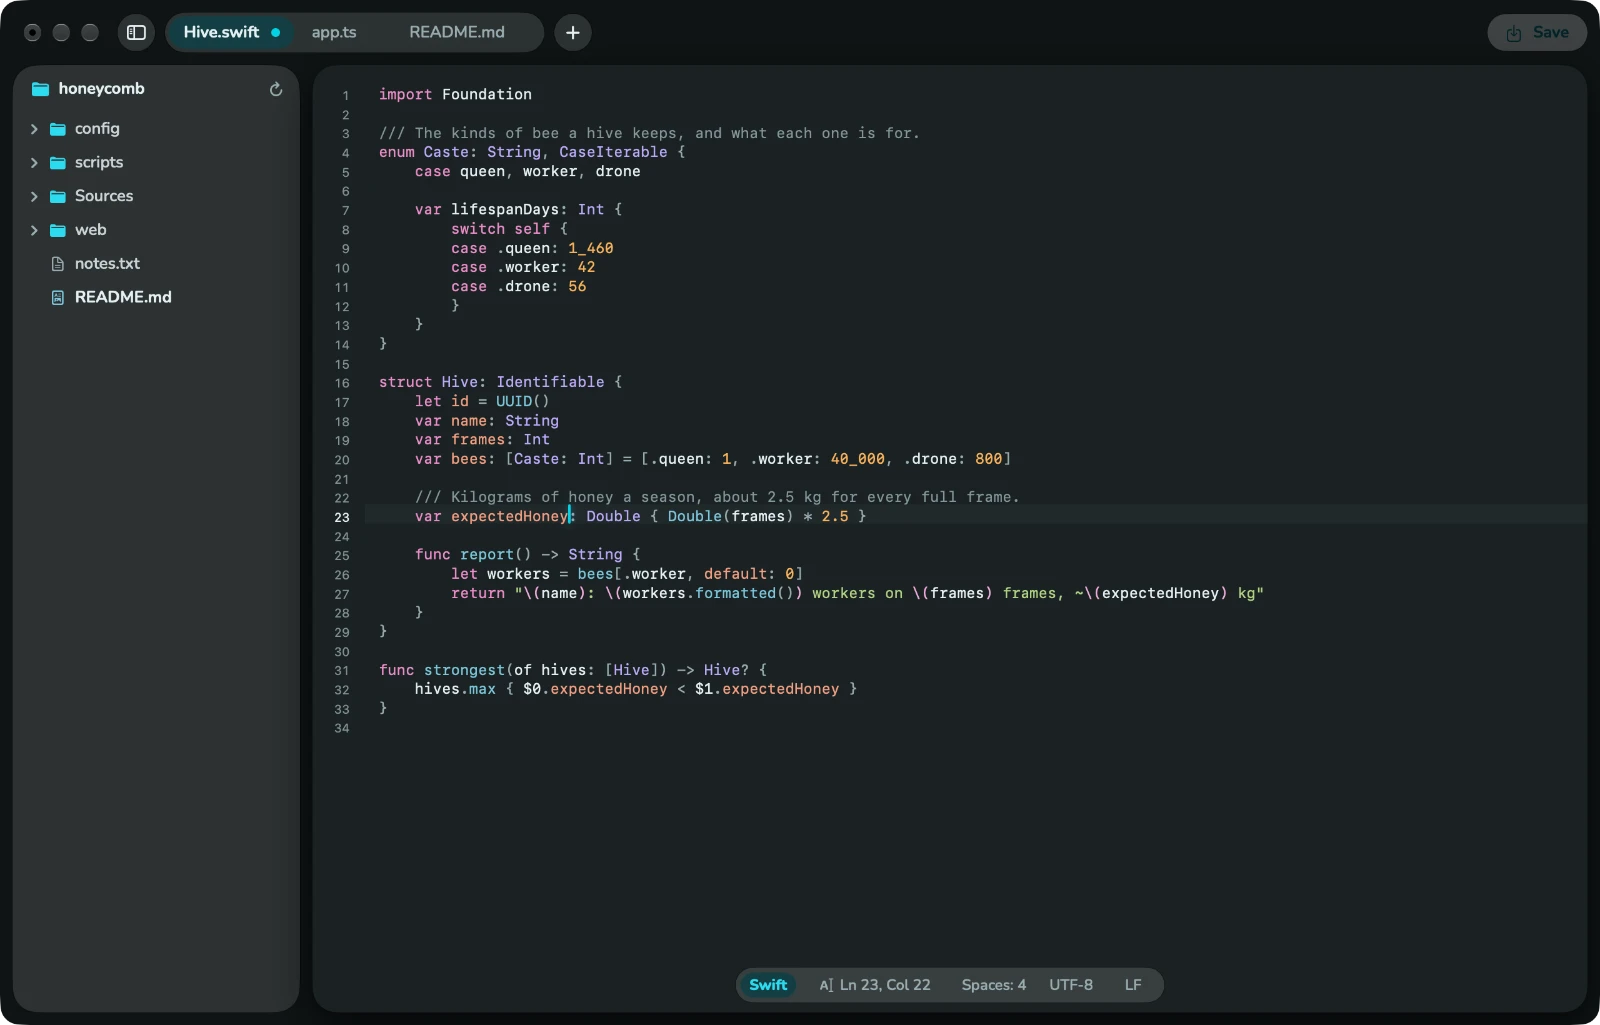 Hive.swift
app.ts
README.md
Save
honeycomb
config
scripts
Sources
web
notes.txt
README.md
1 import Foundation
2
3 /// The kinds of bee a hive keeps, and what each one is for.
4 enum Caste: String, CaseIterable {
5     case queen, worker, drone
6
7     var lifespanDays: Int {
8         switch self {
9         case .queen: 1_460
10         case .worker: 42
11         case .drone: 56
12         }
13     }
14 }
15
16 struct Hive: Identifiable {
17     let id = UUID()
18     var name: String
19     var frames: Int
20     var bees: [Caste: Int] = [.queen: 1, .worker: 40_000, .drone: 800]
21
22     /// Kilograms of honey a season, about 2.5 kg for every full frame.
23     var expectedHoney: Double { Double(frames) * 2.5 }
24
25     func report() -> String {
26         let workers = bees[.worker, default: 0]
27         return "\(name): \(workers.formatted()) workers on \(frames) frames, ~\(expectedHoney) kg"
28     }
29 }
30
31 func strongest(of hives: [Hive]) -> Hive? {
32     hives.max { $0.expectedHoney < $1.expectedHoney }
33 }
34
Swift
Ln 23, Col 22
Spaces: 4
UTF-8
LF